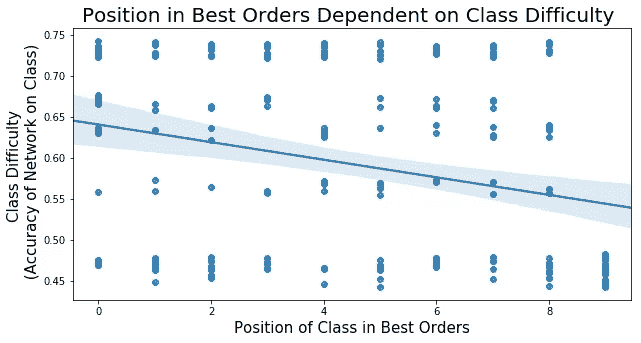 Position in Best Orders Dependent on Class Difficulty
0.75
0.70
0.65
0.60
0.55
0.50
0.45
Class Difficulty
(Accuracy of Network on Class)
0 2 4 6 8
Position of Class in Best Orders